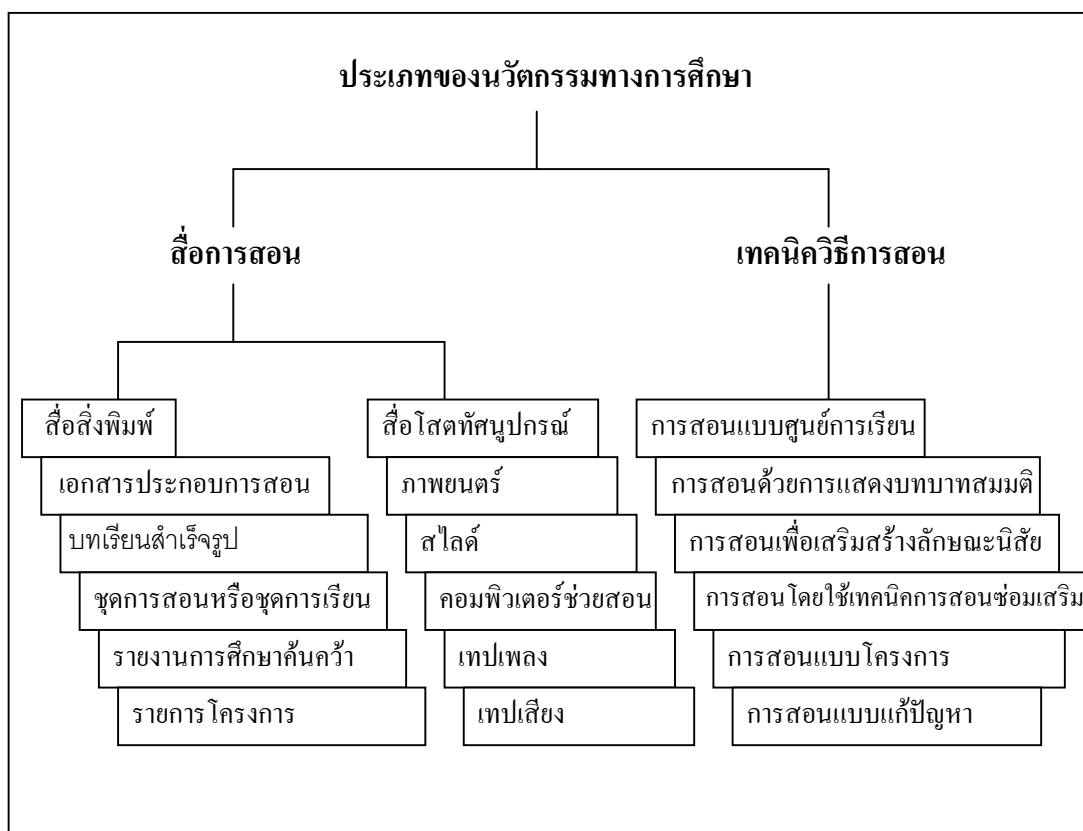 ประเภทของนวัตกรรมทางการศึกษา
สื่อการสอน
เทคนิควิธีการสอน
สื่อสิ่งพิมพ์
เอกสารประกอบการสอน
บทเรียนสำเร็จรูป
ชุดการสอนหรือชุดการเรียน
รายงานการศึกษาค้นคว้า
รายการโครงการ
สื่อโสตทัศนูปกรณ์
ภาพยนตร์
สไลด์
คอมพิวเตอร์ช่วยสอน
เทปเพลง
เทปเสียง
การสอนแบบศูนย์การเรียน
การสอนด้วยการแสดงบทบาทสมมติ
การสอนเพื่อเสริมสร้างลักษณะนิสัย
การสอนโดยใช้เทคนิคการสอนซ่อมเสริม
การสอนแบบโครงการ
การสอนแบบแก้ปัญหา